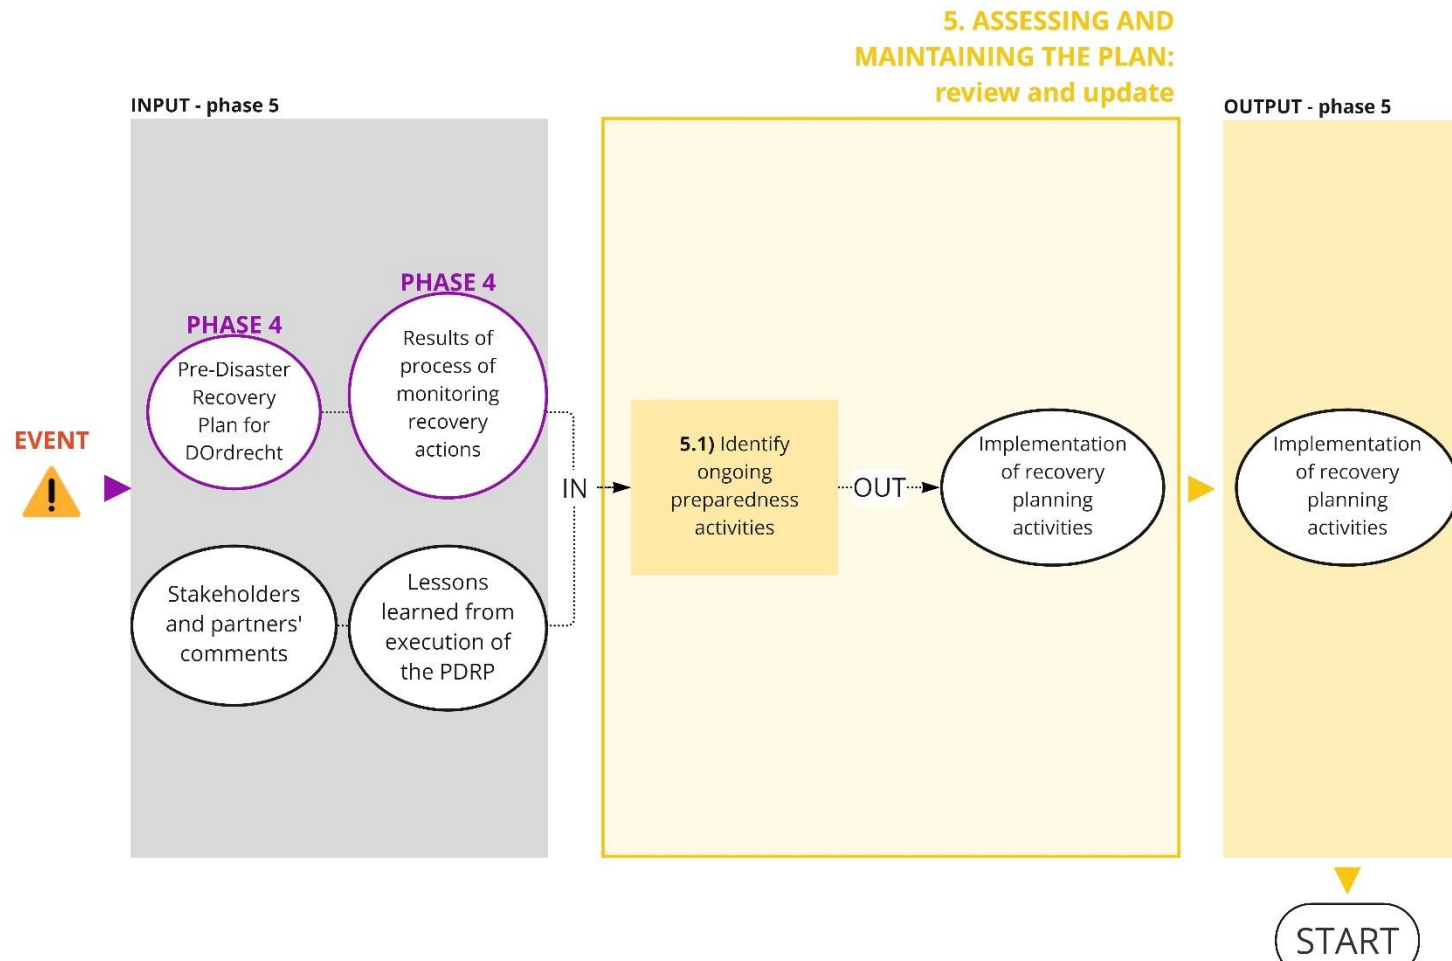 5. ASSESSING AND
MAINTAINING THE PLAN:
review and update
INPUT - phase 5
OUTPUT - phase 5
EVENT
PHASE 4
Pre-Disaster
Recovery
Plan for
DOrdrecht
PHASE 4
Results of
process of
monitoring
recovery
actions
Stakeholders
and partners'
comments
Lessons
learned from
execution of
the PDRP
IN
5.1) Identify
ongoing
preparedness
activities
OUT
Implementation
of recovery
planning
activities
Implementation
of recovery
planning
activities
START